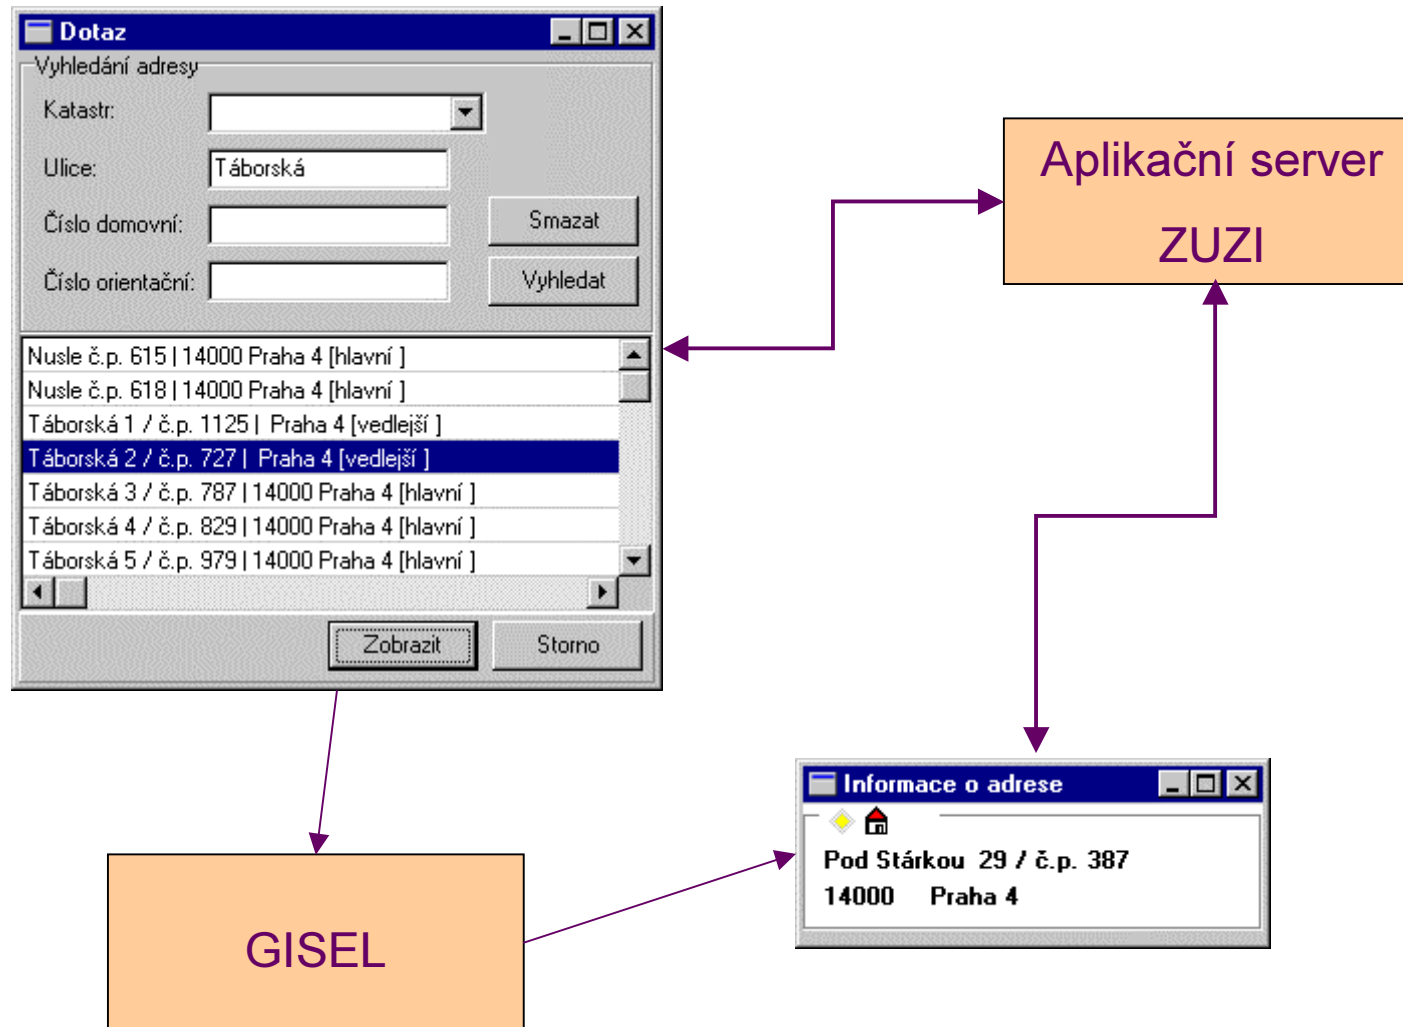 Dotaz
Vyhledání adresy
Katastr:
Ulice: Táborská
Číslo domovní:
Smazat
Číslo orientační:
Vyhledat
Nusle č.p. 615 | 14000 Praha 4 [hlavní ]
Nusle č.p. 618 | 14000 Praha 4 [hlavní ]
Táborská 1 / č.p. 1125 | Praha 4 [vedlejší ]
Táborská 2 / č.p. 727 | Praha 4 [vedlejší ]
Táborská 3 / č.p. 787 | 14000 Praha 4 [hlavní ]
Táborská 4 / č.p. 829 | 14000 Praha 4 [hlavní ]
Táborská 5 / č.p. 979 | 14000 Praha 4 [hlavní ]
Zobrazit
Storno
Aplikační server
ZUZI
Informace o adrese
Pod Stárkou 29 / č.p. 387
14000 Praha 4
GISEL